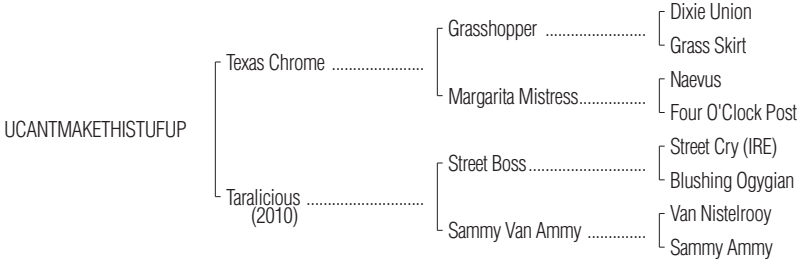 Dixie Union
Grasshopper ........................
Grass Skirt
Texas Chrome ......................
Naevus
Margarita Mistress................
Four O'Clock Post
UCANTMAKETHISTUFUP
Street Cry (IRE)
Street Boss............................
Blushing Ogygian
Taralicious ............................
(2010)
Van Nistelrooy
Sammy Van Ammy ..............
Sammy Ammy